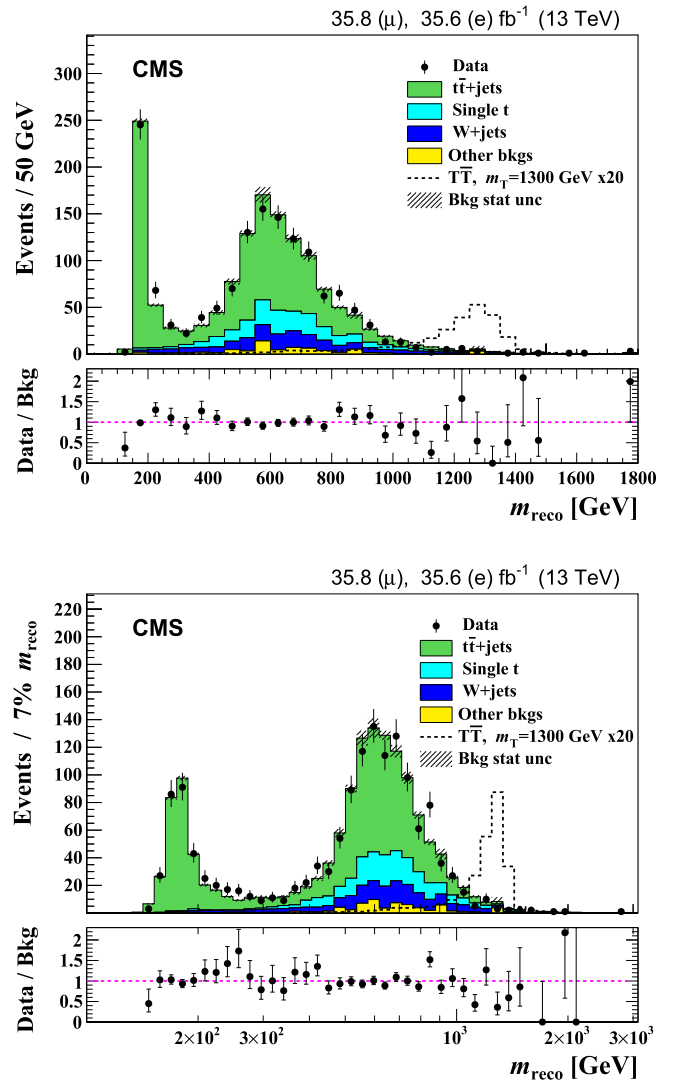 35.8 (μ), 35.6 (e) fb⁻¹ (13 TeV)
CMS
Data
tt̅+jets
Single t
W+jets
Other bkgs
TT̅, m_T=1300 GeV x20
Bkg stat unc
Events / 50 GeV
300
250
200
150
100
50
0
Data / Bkg
2
1.5
1
0.5
0
0 200 400 600 800 1000 1200 1400 1600 1800
m_reco [GeV]
35.8 (μ), 35.6 (e) fb⁻¹ (13 TeV)
CMS
Data
tt̅+jets
Single t
W+jets
Other bkgs
TT̅, m_T=1300 GeV x20
Bkg stat unc
Events / 7% m_reco
220
200
180
160
140
120
100
80
60
40
20
Data / Bkg
2
1.5
1
0.5
0
2×10² 3×10² 10³ 2×10³ 3×10³
m_reco [GeV]